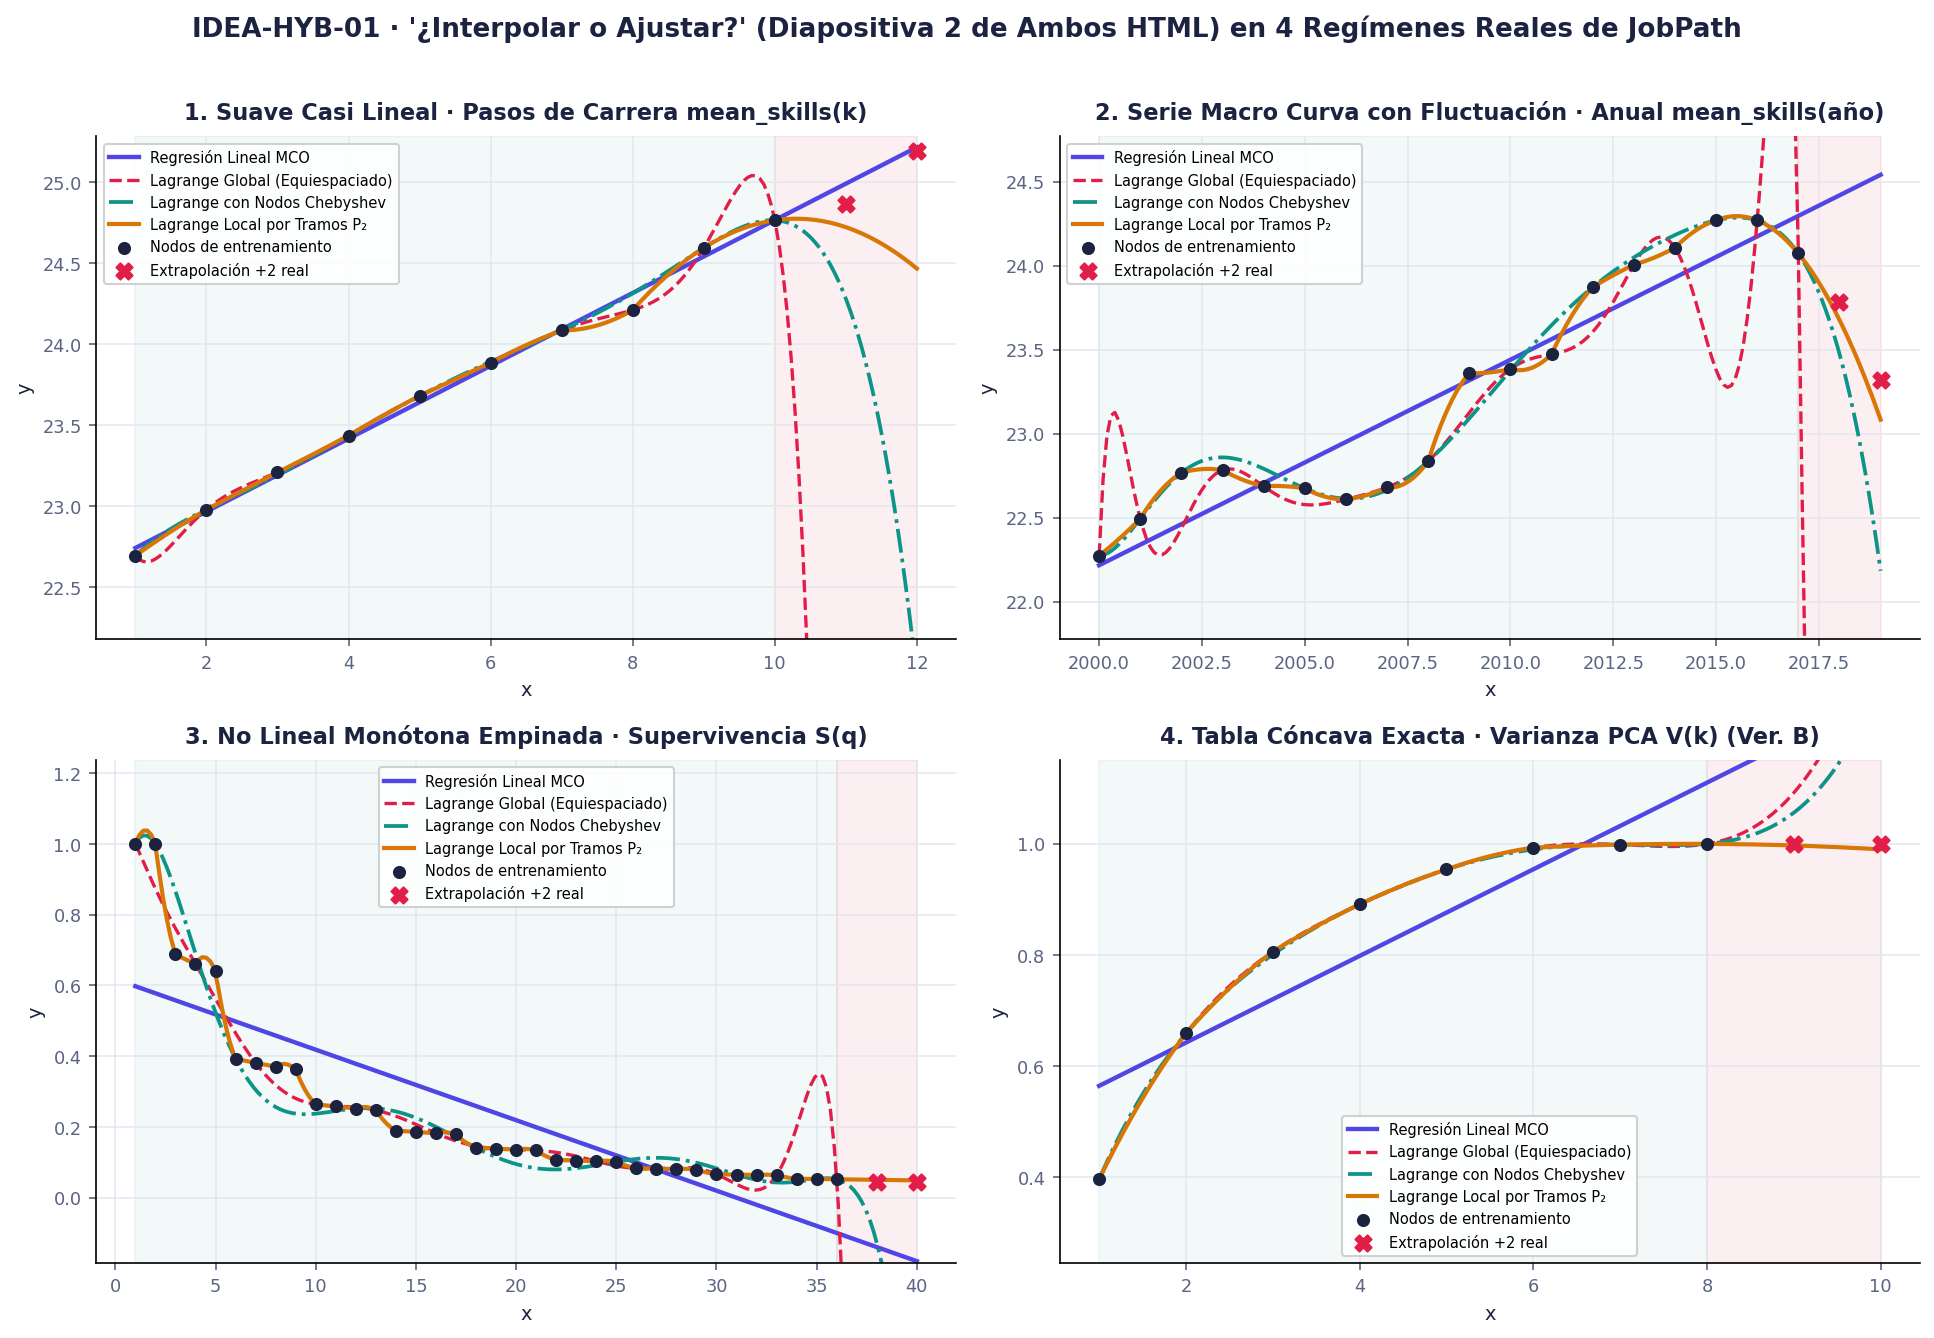 IDEA-HYB-01 · '¿Interpolar o Ajustar?' (Diapositiva 2 de Ambos HTML) en 4 Regímenes Reales de JobPath
1. Suave Casi Lineal · Pasos de Carrera mean_skills(k)
Regresión Lineal MCO
Lagrange Global (Equiespaciado)
Lagrange con Nodos Chebyshev
Lagrange Local por Tramos P₂
Nodos de entrenamiento
Extrapolación +2 real
y
25.0
24.5
24.0
23.5
23.0
22.5
2 4 6 8 10 12
x
2. Serie Macro Curva con Fluctuación · Anual mean_skills(año)
Regresión Lineal MCO
Lagrange Global (Equiespaciado)
Lagrange con Nodos Chebyshev
Lagrange Local por Tramos P₂
Nodos de entrenamiento
Extrapolación +2 real
y
24.5
24.0
23.5
23.0
22.5
22.0
2000.0 2002.5 2005.0 2007.5 2010.0 2012.5 2015.0 2017.5
x
3. No Lineal Monótona Empinada · Supervivencia S(q)
Regresión Lineal MCO
Lagrange Global (Equiespaciado)
Lagrange con Nodos Chebyshev
Lagrange Local por Tramos P₂
Nodos de entrenamiento
Extrapolación +2 real
y
1.2
1.0
0.8
0.6
0.4
0.2
0.0
0 5 10 15 20 25 30 35 40
x
4. Tabla Cóncava Exacta · Varianza PCA V(k) (Ver. B)
y
1.0
0.8
0.6
0.4
Regresión Lineal MCO
Lagrange Global (Equiespaciado)
Lagrange con Nodos Chebyshev
Lagrange Local por Tramos P₂
Nodos de entrenamiento
Extrapolación +2 real
2 4 6 8 10
x